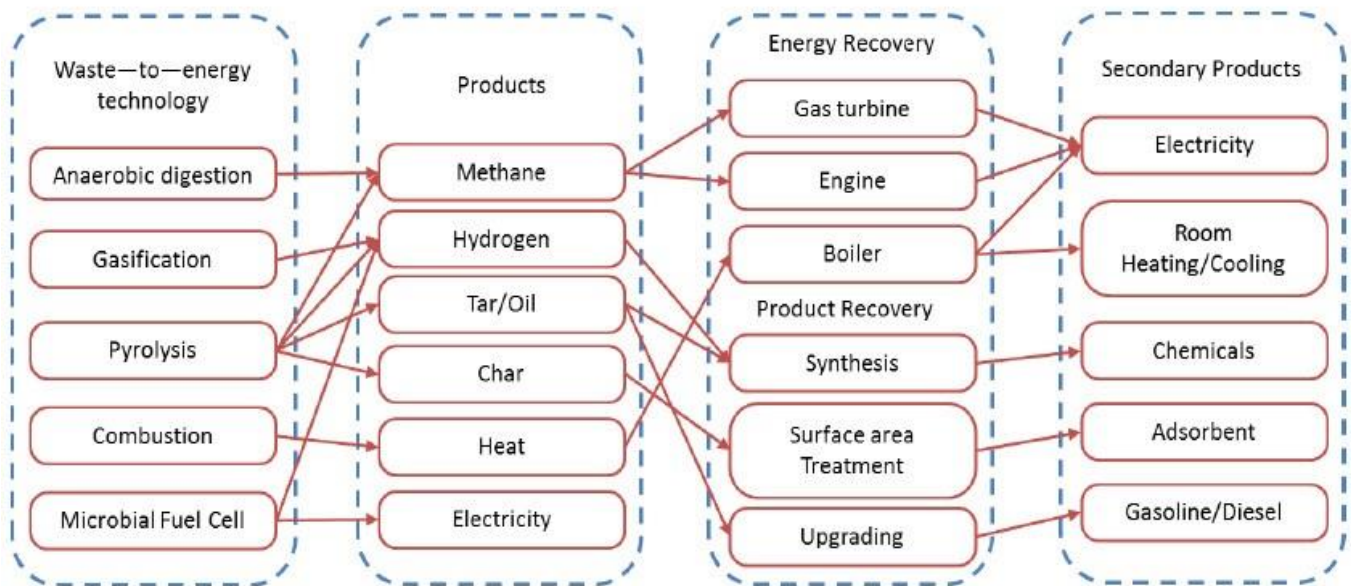 Waste—to—energy
technology
Anaerobic digestion
Gasification
Pyrolysis
Combustion
Microbial Fuel Cell
Products
Methane
Hydrogen
Tar/Oil
Char
Heat
Electricity
Energy Recovery
Gas turbine
Engine
Boiler
Product Recovery
Synthesis
Surface area
Treatment
Upgrading
Secondary Products
Electricity
Room
Heating/Cooling
Chemicals
Adsorbent
Gasoline/Diesel